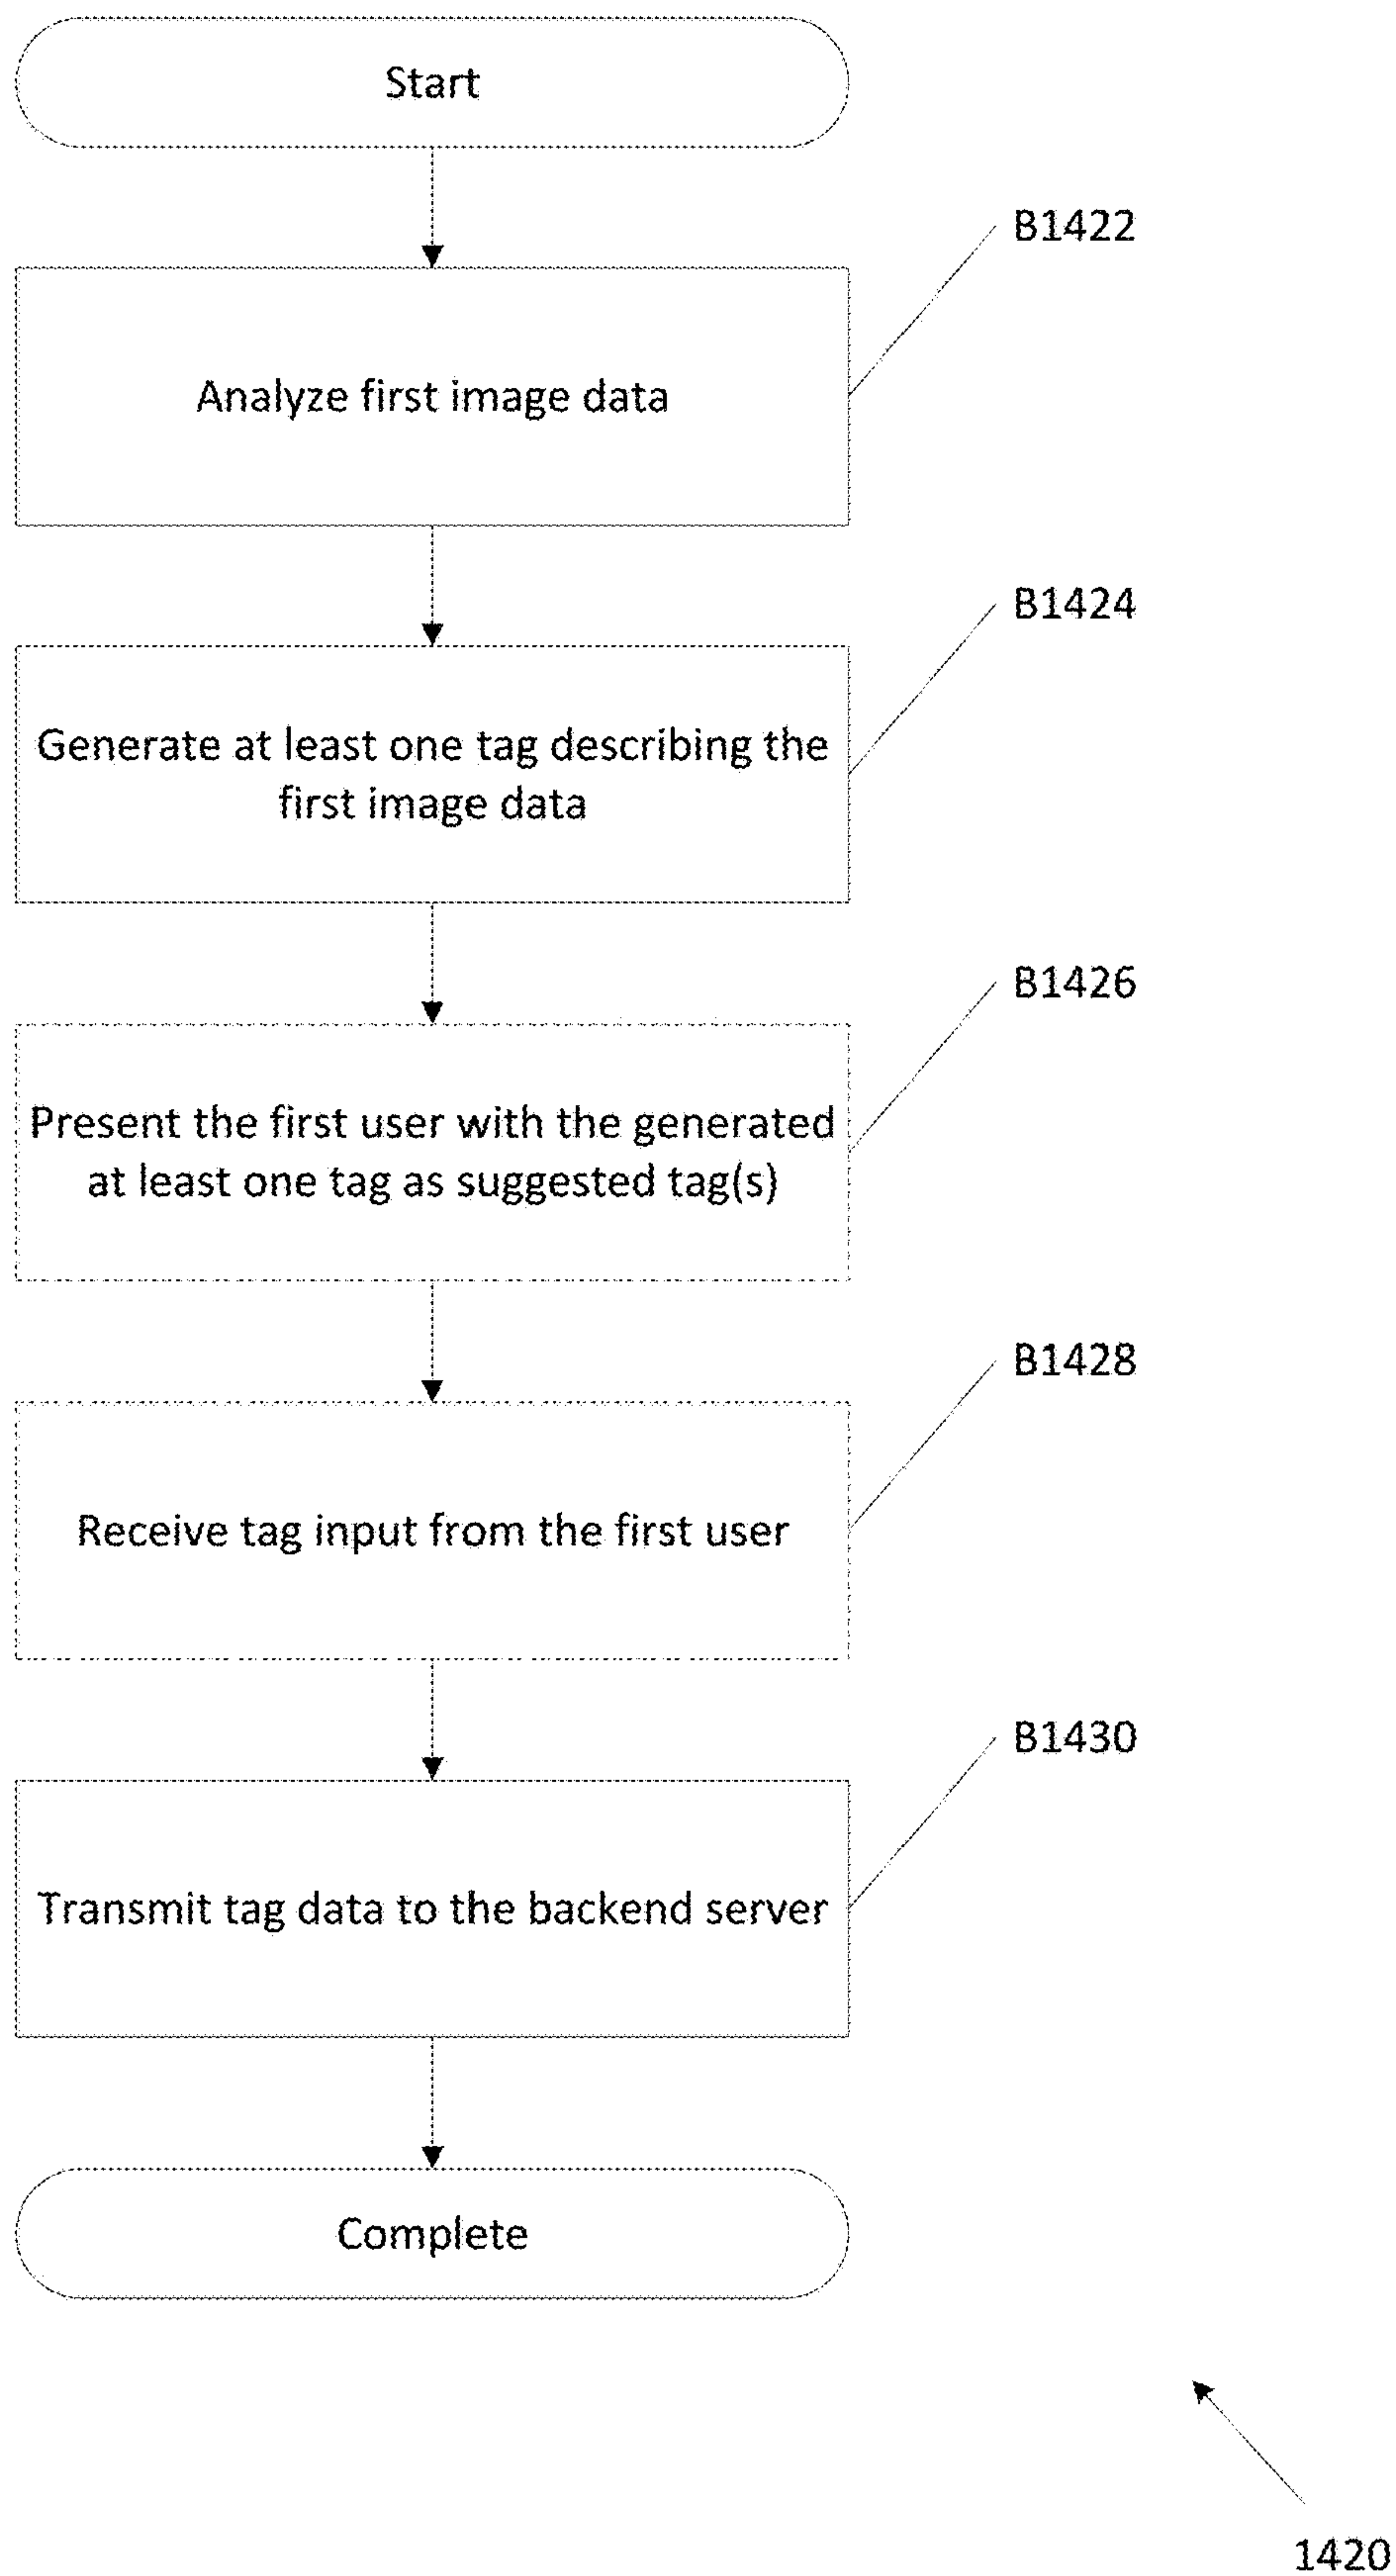 Start
B1422
Analyze first image data
B1424
Generate at least one tag describing the
first image data
B1426
Present the first user with the generated
at least one tag as suggested tag(s)
B1428
Receive tag input from the first user
B1430
Transmit tag data to the backend server
Complete
1420